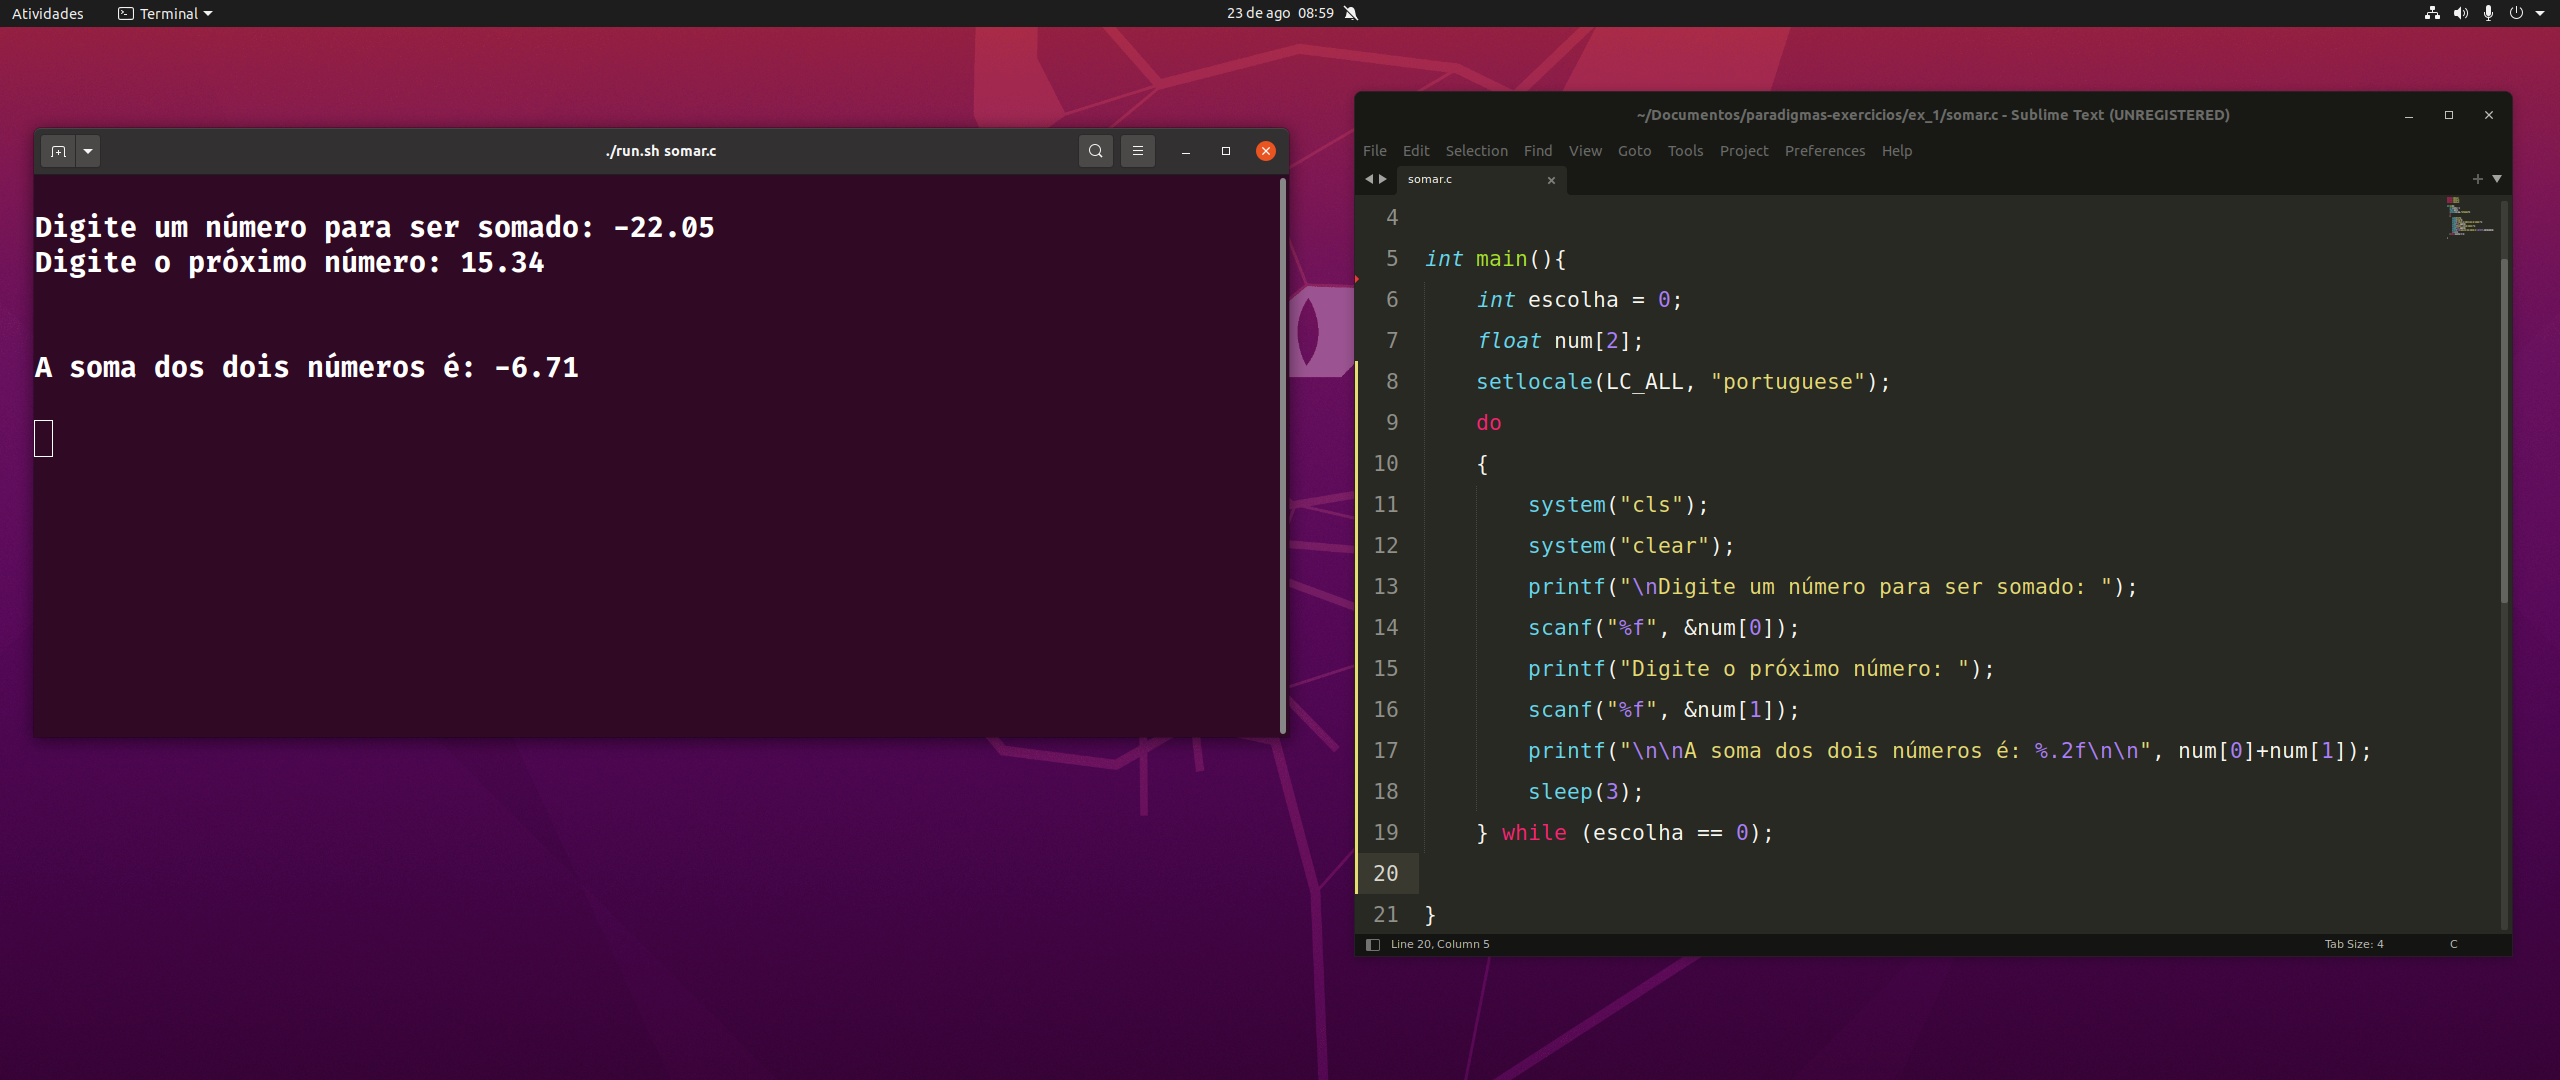 Atividades Terminal 23 de ago 08:59
./run.sh somar.c
Digite um número para ser somado: -22.05
Digite o próximo número: 15.34
A soma dos dois números é: -6.71
~/Documentos/paradigmas-exercicios/ex_1/somar.c - Sublime Text (UNREGISTERED)
File Edit Selection Find View Goto Tools Project Preferences Help
somar.c
4
5 int main(){
6 int escolha = 0;
7 float num[2];
8 setlocale(LC_ALL, "portuguese");
9 do
10 {
11 system("cls");
12 system("clear");
13 printf("\nDigite um número para ser somado: ");
14 scanf("%f", &num[0]);
15 printf("Digite o próximo número: ");
16 scanf("%f", &num[1]);
17 printf("\n\nA soma dos dois números é: %.2f\n\n", num[0]+num[1]);
18 sleep(3);
19 } while (escolha == 0);
20
21 }
Line 20, Column 5 Tab Size: 4 C